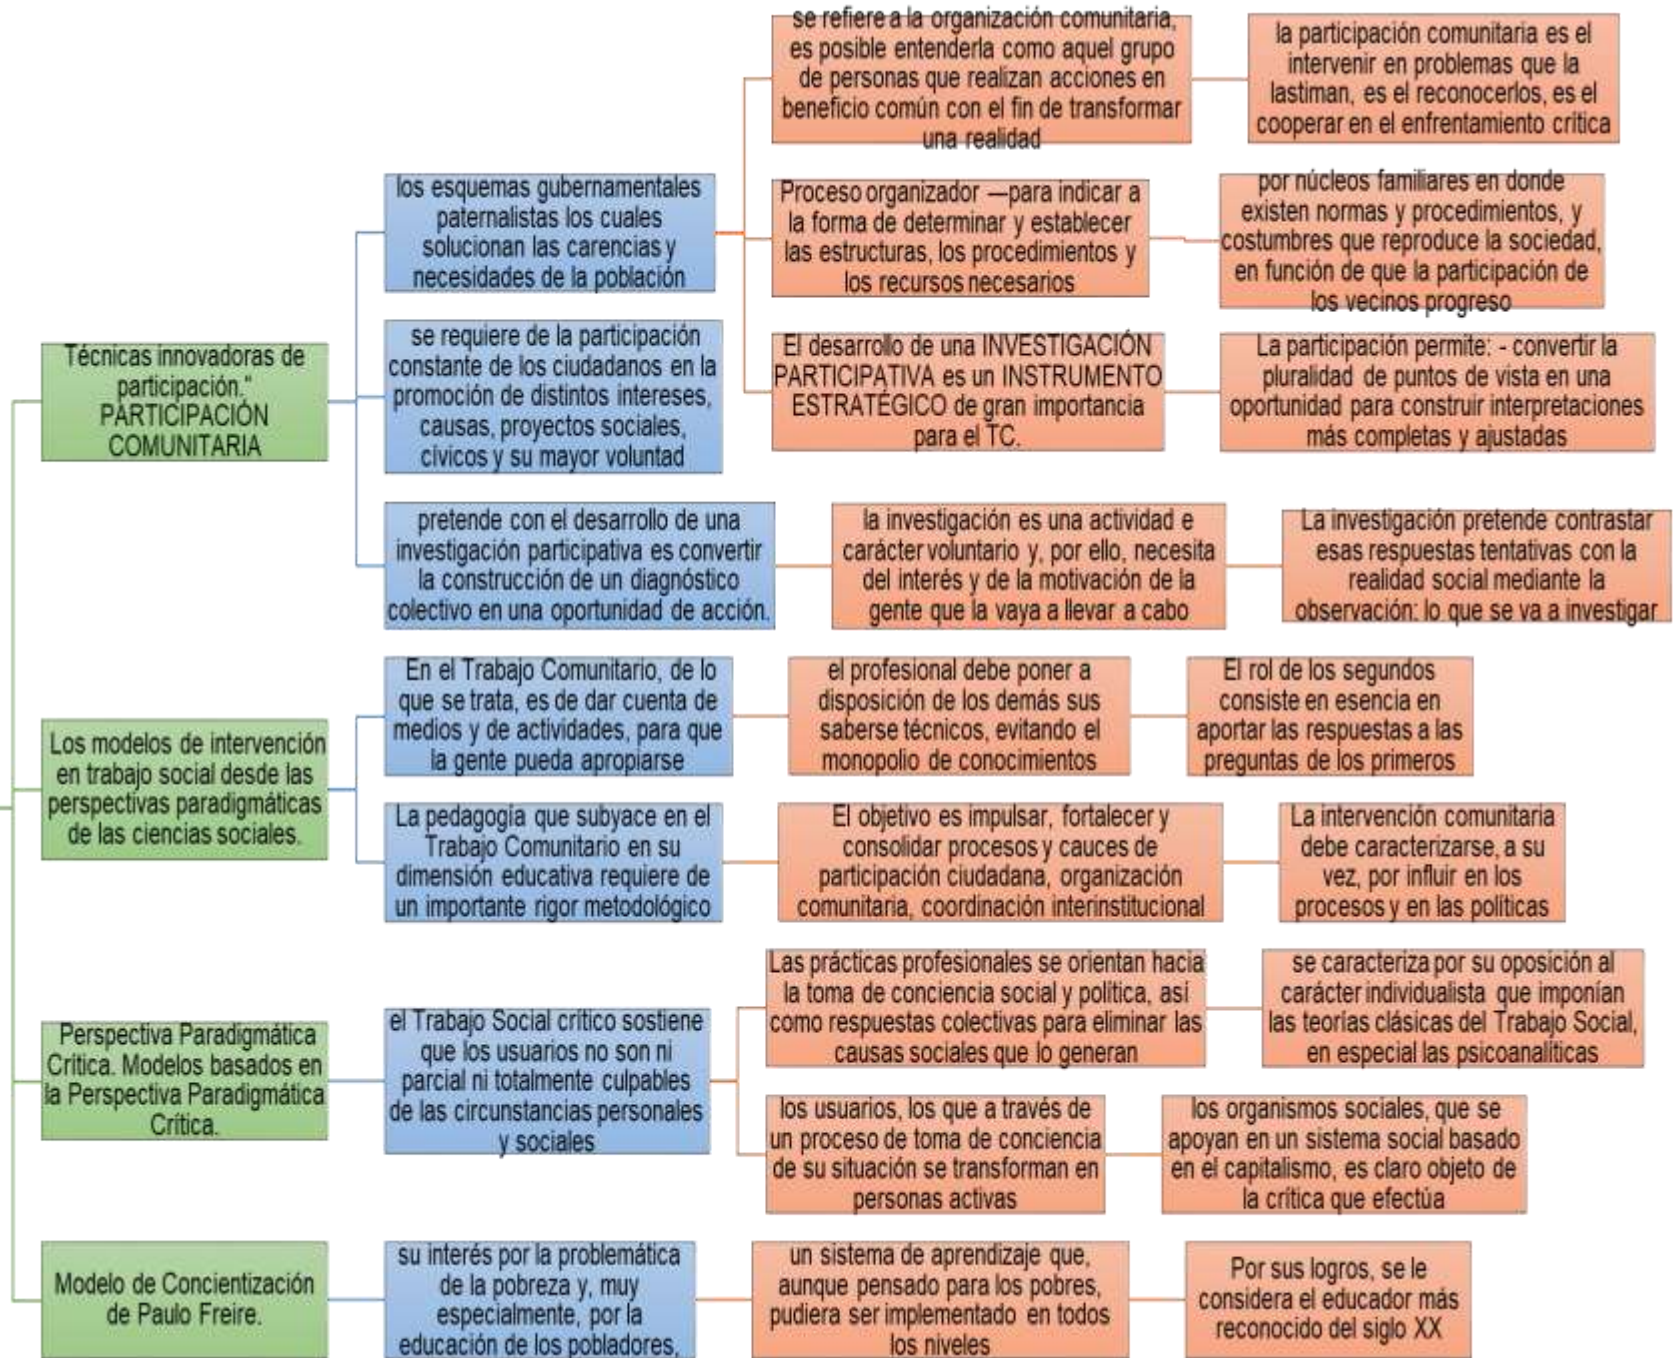 Técnicas innovadoras de
participación.“
PARTICIPACIÓN
COMUNITARIA
los esquemas gubernamentales
paternalistas los cuales
solucionan las carencias y
necesidades de la población
se refiere a la organización comunitaria,
es posible entenderla como aquel grupo
de personas que realizan acciones en
beneficio común con el fin de transformar
una realidad
la participación comunitaria es el
intervenir en problemas que la
lastiman, es el reconocerlos, es el
cooperar en el enfrentamiento crítica
Proceso organizador —para indicar a
la forma de determinar y establecer
las estructuras, los procedimientos y
los recursos necesarios
por núcleos familiares en donde
existen normas y procedimientos, y
costumbres que reproduce la sociedad,
en función de que la participación de
los vecinos progreso
El desarrollo de una INVESTIGACIÓN
PARTICIPATIVA es un INSTRUMENTO
ESTRATÉGICO de gran importancia
para el TC.
La participación permite: - convertir la
pluralidad de puntos de vista en una
oportunidad para construir interpretaciones
más completas y ajustadas
se requiere de la participación
constante de los ciudadanos en la
promoción de distintos intereses,
causas, proyectos sociales,
cívicos y su mayor voluntad
pretende con el desarrollo de una
investigación participativa es convertir
la construcción de un diagnóstico
colectivo en una oportunidad de acción.
la investigación es una actividad e
carácter voluntario y, por ello, necesita
del interés y de la motivación de la
gente que la vaya a llevar a cabo
La investigación pretende contrastar
esas respuestas tentativas con la
realidad social mediante la
observación: lo que se va a investigar
Los modelos de intervención
en trabajo social desde las
perspectivas paradigmáticas
de las ciencias sociales.
En el Trabajo Comunitario, de lo
que se trata, es de dar cuenta de
medios y de actividades, para que
la gente pueda apropiarse
el profesional debe poner a
disposición de los demás sus
saberse técnicos, evitando el
monopolio de conocimientos
El rol de los segundos
consiste en esencia en
aportar las respuestas a las
preguntas de los primeros
La pedagogía que subyace en el
Trabajo Comunitario en su
dimensión educativa requiere de
un importante rigor metodológico
El objetivo es impulsar, fortalecer y
consolidar procesos y cauces de
participación ciudadana, organización
comunitaria, coordinación interinstitucional
La intervención comunitaria
debe caracterizarse, a su
vez, por influir en los
procesos y en las políticas
Perspectiva Paradigmática
Crítica. Modelos basados en
la Perspectiva Paradigmática
Crítica.
el Trabajo Social crítico sostiene
que los usuarios no son ni
parcial ni totalmente culpables
de las circunstancias personales
y sociales
Las prácticas profesionales se orientan hacia
la toma de conciencia social y política, así
como respuestas colectivas para eliminar las
causas sociales que lo generan
se caracteriza por su oposición al
carácter individualista que imponían
las teorías clásicas del Trabajo Social,
en especial las psicoanalíticas
los usuarios, los que a través de
un proceso de toma de conciencia
de su situación se transforman en
personas activas
los organismos sociales, que se
apoyan en un sistema social basado
en el capitalismo, es claro objeto de
la crítica que efectúa
Modelo de Concientización
de Paulo Freire.
su interés por la problemática
de la pobreza y, muy
especialmente, por la
educación de los pobladores,
un sistema de aprendizaje que,
aunque pensado para los pobres,
pudiera ser implementado en todos
los niveles
Por sus logros, se le
considera el educador más
reconocido del siglo XX